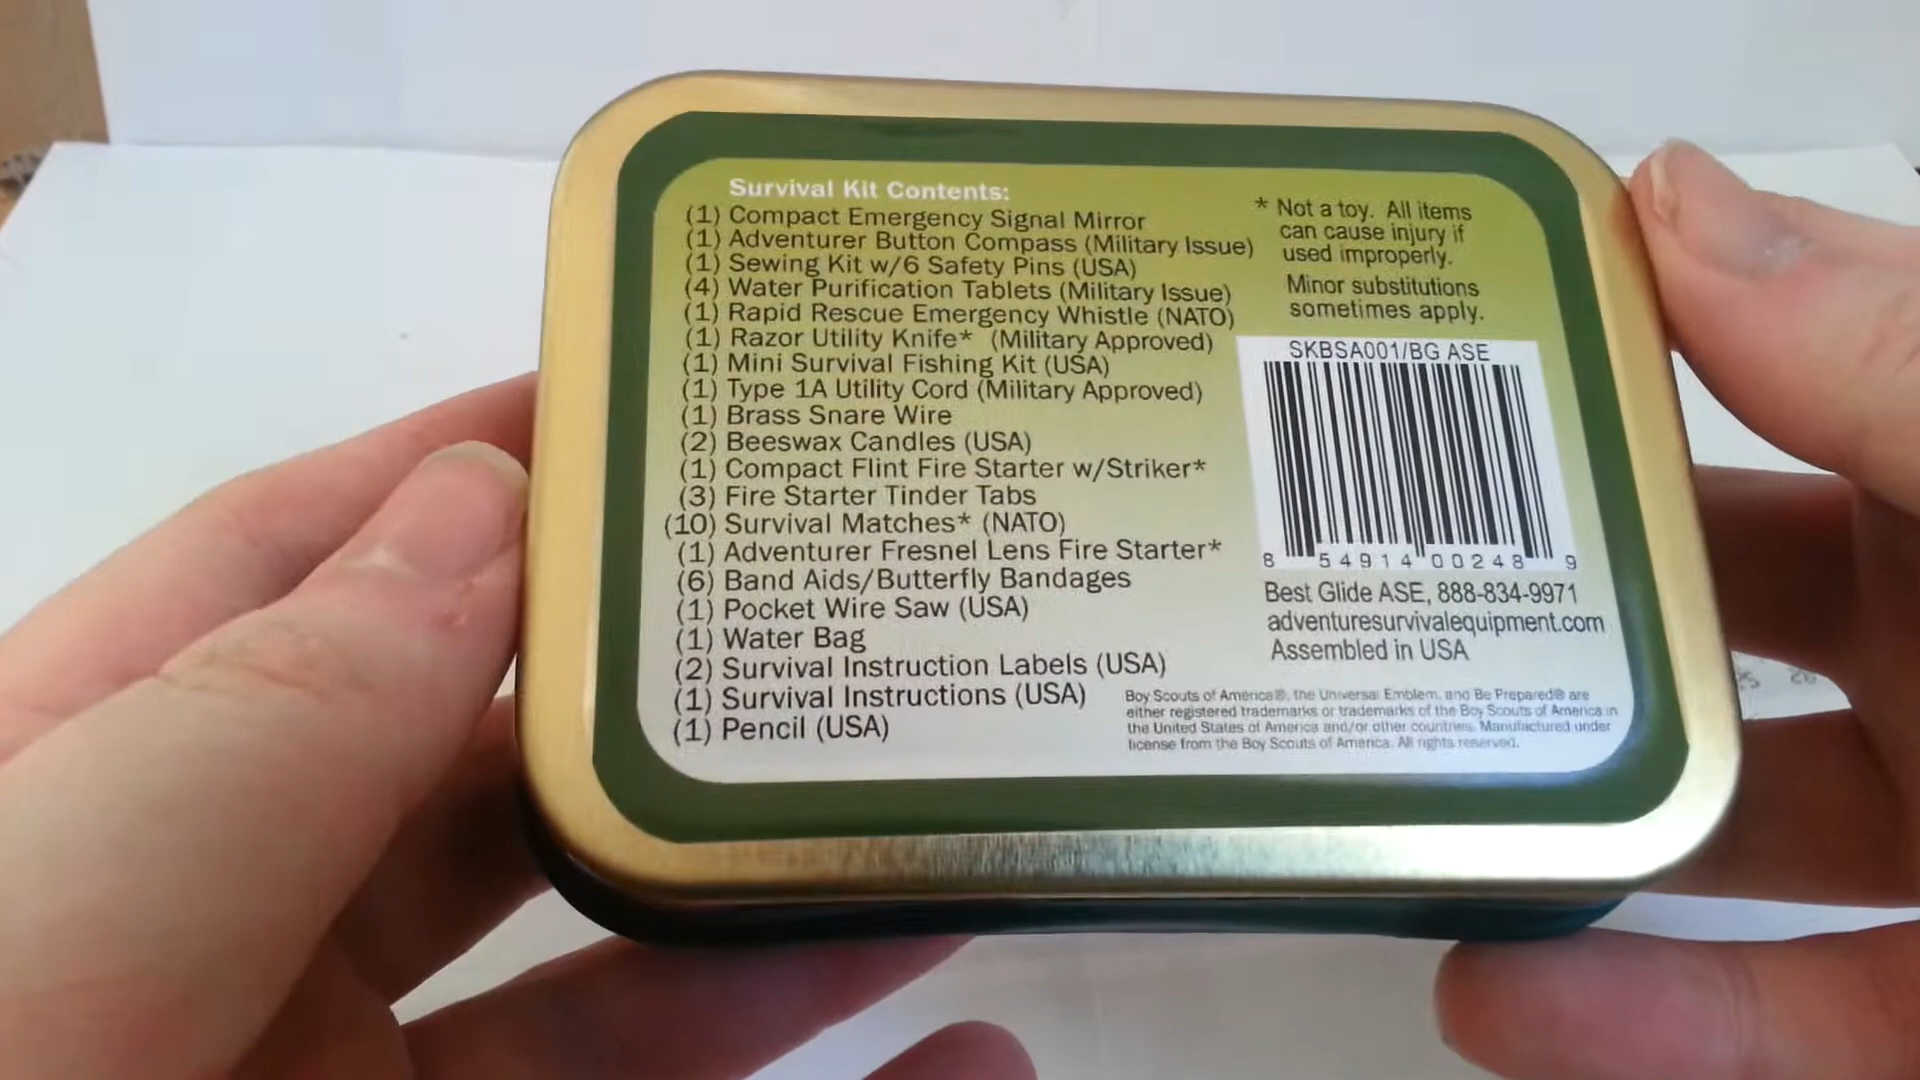 Survival Kit Contents:
(1) Compact Emergency Signal Mirror
(1) Adventurer Button Compass (Military Issue)
(1) Sewing Kit w/6 Safety Pins (USA)
(4) Water Purification Tablets (Military Issue)
(1) Rapid Rescue Emergency Whistle (NATO)
(1) Razor Utility Knife* (Military Approved)
(1) Mini Survival Fishing Kit (USA)
(1) Type 1A Utility Cord (Military Approved)
(1) Brass Snare Wire
(2) Beeswax Candles (USA)
(1) Compact Flint Fire Starter w/Striker*
(3) Fire Starter Tinder Tabs
(10) Survival Matches* (NATO)
(1) Adventurer Fresnel Lens Fire Starter*
(6) Band Aids/Butterfly Bandages
(1) Pocket Wire Saw (USA)
(1) Water Bag
(2) Survival Instruction Labels (USA)
(1) Survival Instructions (USA)
(1) Pencil (USA)
* Not a toy. All items
can cause injury if
used improperly.
Minor substitutions
sometimes apply.
SKBSA001/BG ASE
8 54914 00248 9
Best Glide ASE, 888-834-9971
adventuresurvivalequipment.com
Assembled in USA
Boy Scouts of America®, the Universal Emblem, and Be Prepared® are
either registered trademarks or trademarks of the Boy Scouts of America in
the United States of America and/or other countries. Manufactured under
license from the Boy Scouts of America. All rights reserved.